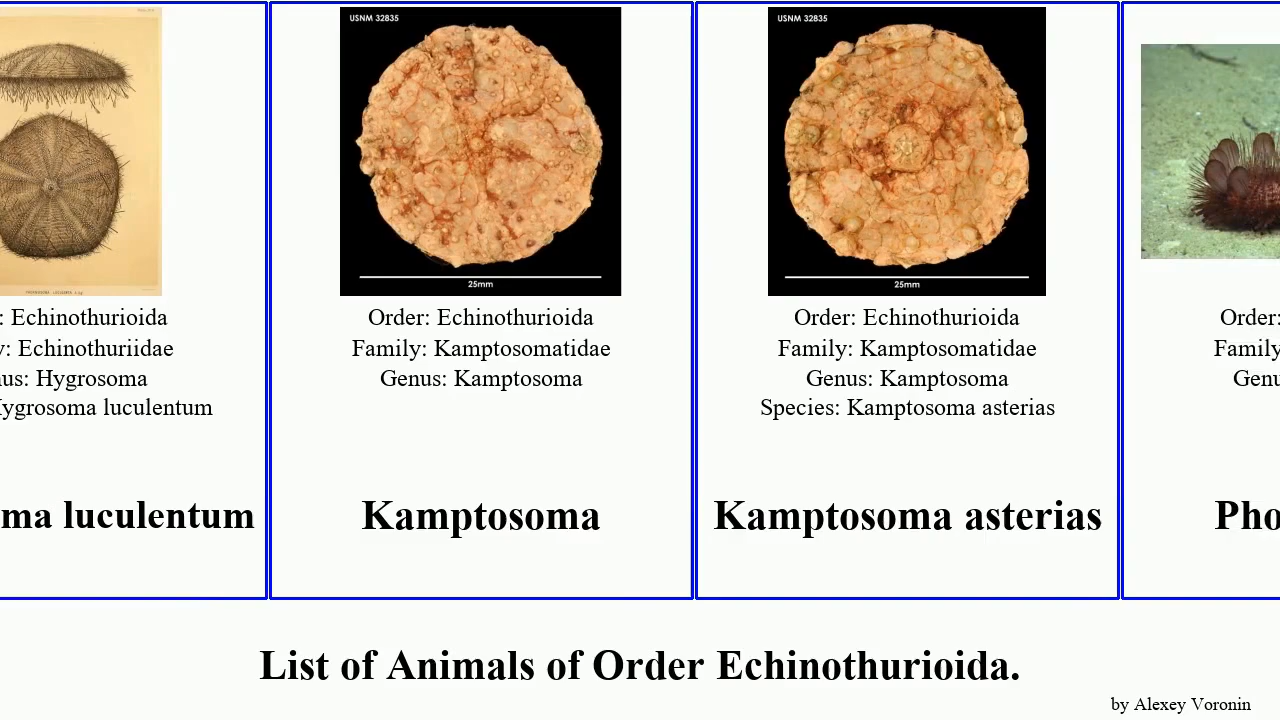 USNM 32835
USNM 32835
25mm
25mm
: Echinothurioida
Order: Echinothurioida
Order: Echinothurioida
Order:
y: Echinothuriidae
Family: Kamptosomatidae
Family: Kamptosomatidae
Family
us: Hygrosoma
Genus: Kamptosoma
Genus: Kamptosoma
Genu
ygrosoma luculentum
Species: Kamptosoma asterias
ma luculentum
Kamptosoma
Kamptosoma asterias
Pho
List of Animals of Order Echinothurioida.
by Alexey Voronin